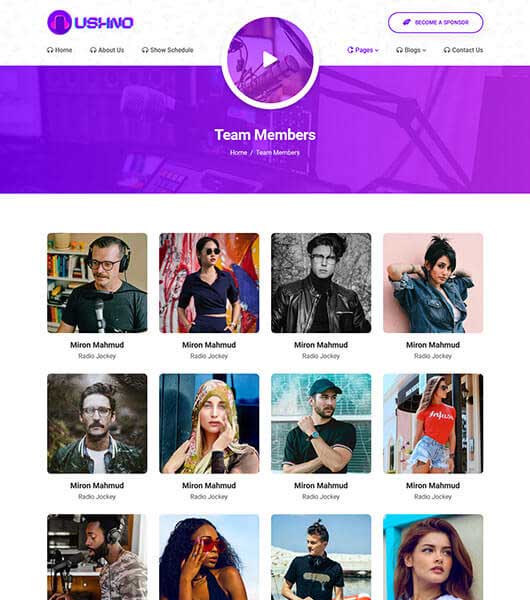 USHNO
BECOME A SPONSOR
Home About Us Show Schedule Pages Blogs Contact Us
Team Members
Home / Team Members
Miron Mahmud Miron Mahmud Miron Mahmud Miron Mahmud
Radio Jockey Radio Jockey Radio Jockey Radio Jockey
Miron Mahmud Miron Mahmud Miron Mahmud Miron Mahmud
Radio Jockey Radio Jockey Radio Jockey Radio Jockey